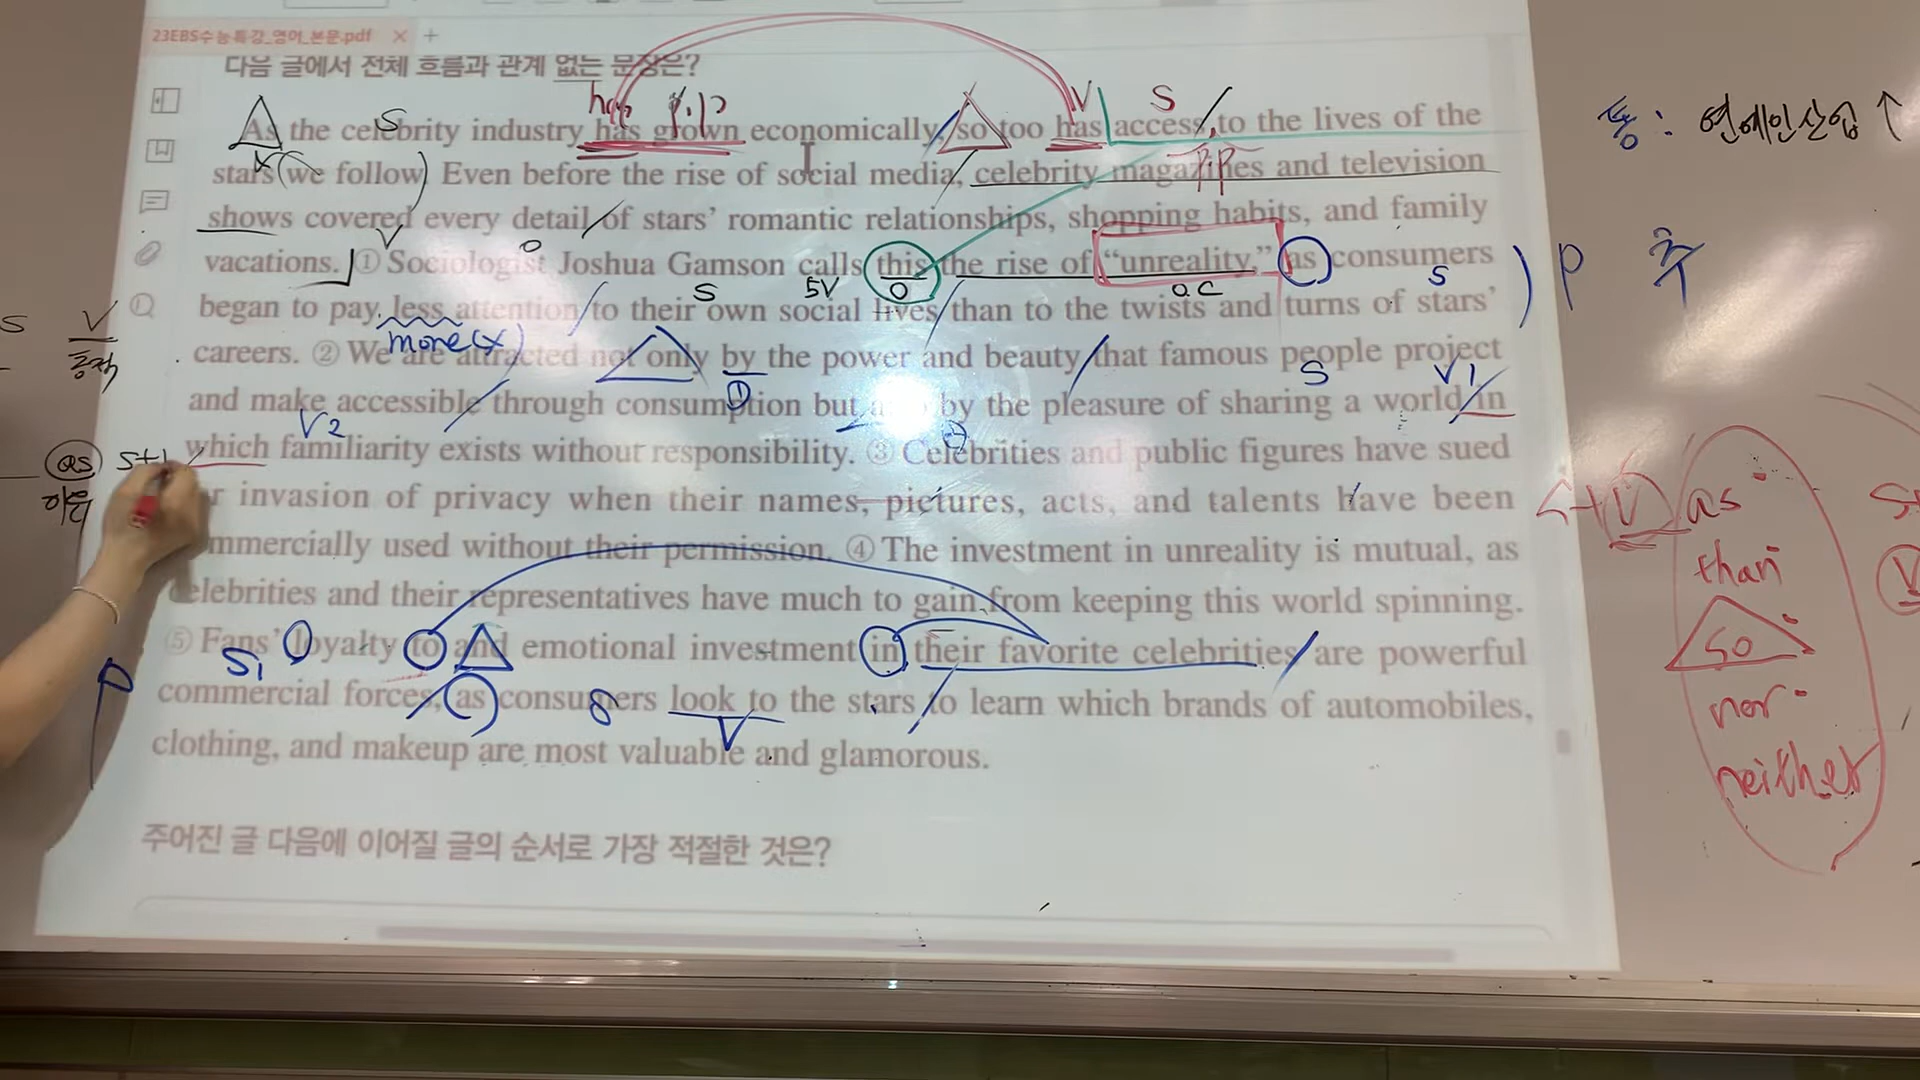 23EBS수능특강_영어_본문.pdf × +
다음 글에서 전체 흐름과 관계 없는 문장은?
has p.p
V
S
As the celebrity industry has grown economically, so too has access to the lives of the
S
stars we follow. Even before the rise of social media, celebrity magazines and television
p.p
shows covered every detail of stars' romantic relationships, shopping habits, and family
V
O
vacations. ① Sociologist Joshua Gamson calls this the rise of "unreality," as consumers
S
5V
O
O.C
S
began to pay less attention to their own social lives than to the twists and turns of stars'
more(x)
careers. ② We are attracted not only by the power and beauty that famous people project
①
S
V1
and make accessible through consumption but also by the pleasure of sharing a world in
V2
②
which familiarity exists without responsibility. ③ Celebrities and public figures have sued
invasion of privacy when their names, pictures, acts, and talents have been
mmercially used without their permission. ④ The investment in unreality is mutual, as
elebrities and their representatives have much to gain from keeping this world spinning.
⑤ Fans' loyalty to and emotional investment in their favorite celebrities are powerful
S1
commercial forces, as consumers look to the stars to learn which brands of automobiles,
S
V
clothing, and makeup are most valuable and glamorous.
주어진 글 다음에 이어질 글의 순서로 가장 적절한 것은?
S V
as
통: 연예인산업 ↑
P
P
V
as
than
so
nor
neither